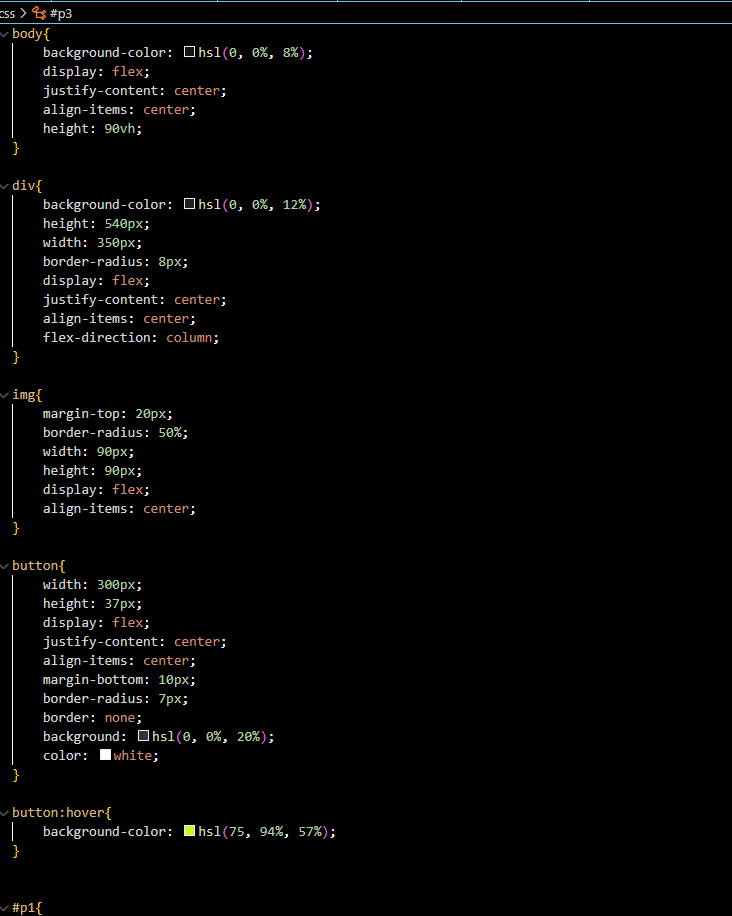 css > #p3
body{
    background-color: hsl(0, 0%, 8%);
    display: flex;
    justify-content: center;
    align-items: center;
    height: 90vh;
}
div{
    background-color: hsl(0, 0%, 12%);
    height: 540px;
    width: 350px;
    border-radius: 8px;
    display: flex;
    justify-content: center;
    align-items: center;
    flex-direction: column;
}
img{
    margin-top: 20px;
    border-radius: 50%;
    width: 90px;
    height: 90px;
    display: flex;
    align-items: center;
}
button{
    width: 300px;
    height: 37px;
    display: flex;
    justify-content: center;
    align-items: center;
    margin-bottom: 10px;
    border-radius: 7px;
    border: none;
    background: hsl(0, 0%, 20%);
    color: white;
}
button:hover{
    background-color: hsl(75, 94%, 57%);
}
#p1{